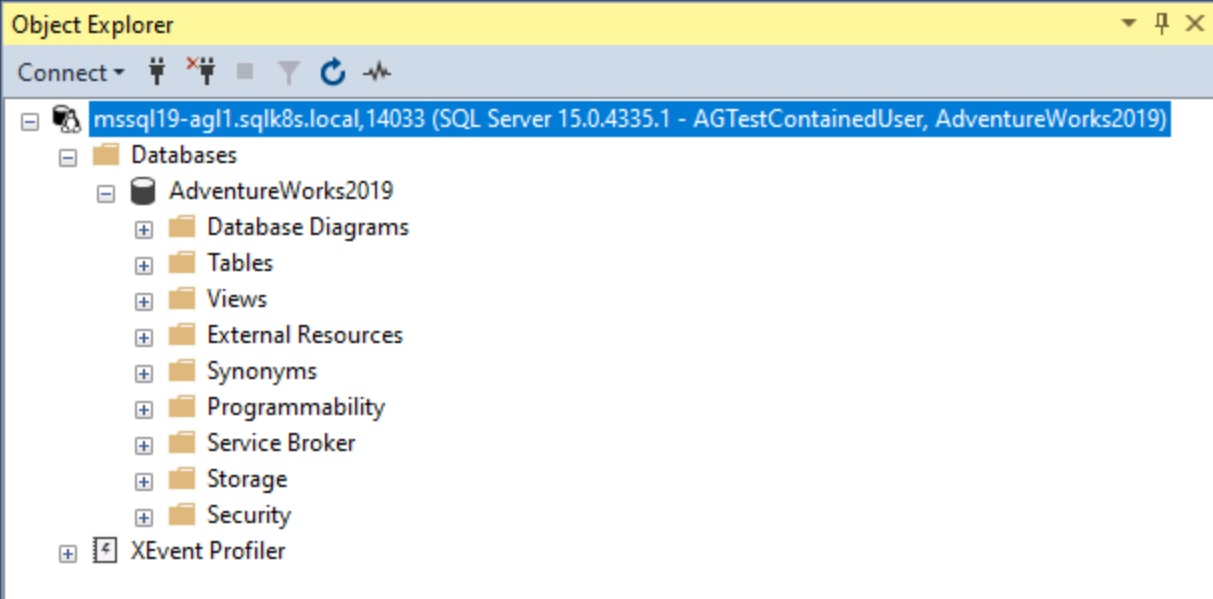 Object Explorer
Connect
mssql19-agl1.sqlk8s.local,14033 (SQL Server 15.0.4335.1 - AGTestContainedUser, AdventureWorks2019)
Databases
AdventureWorks2019
Database Diagrams
Tables
Views
External Resources
Synonyms
Programmability
Service Broker
Storage
Security
XEvent Profiler